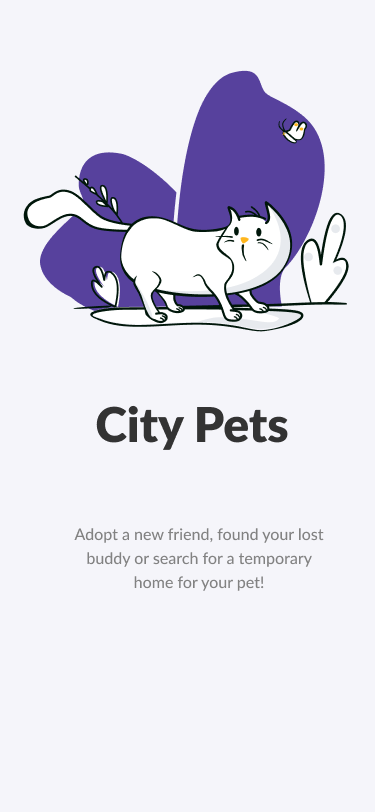 City Pets
Adopt a new friend, found your lost
buddy or search for a temporary
home for your pet!